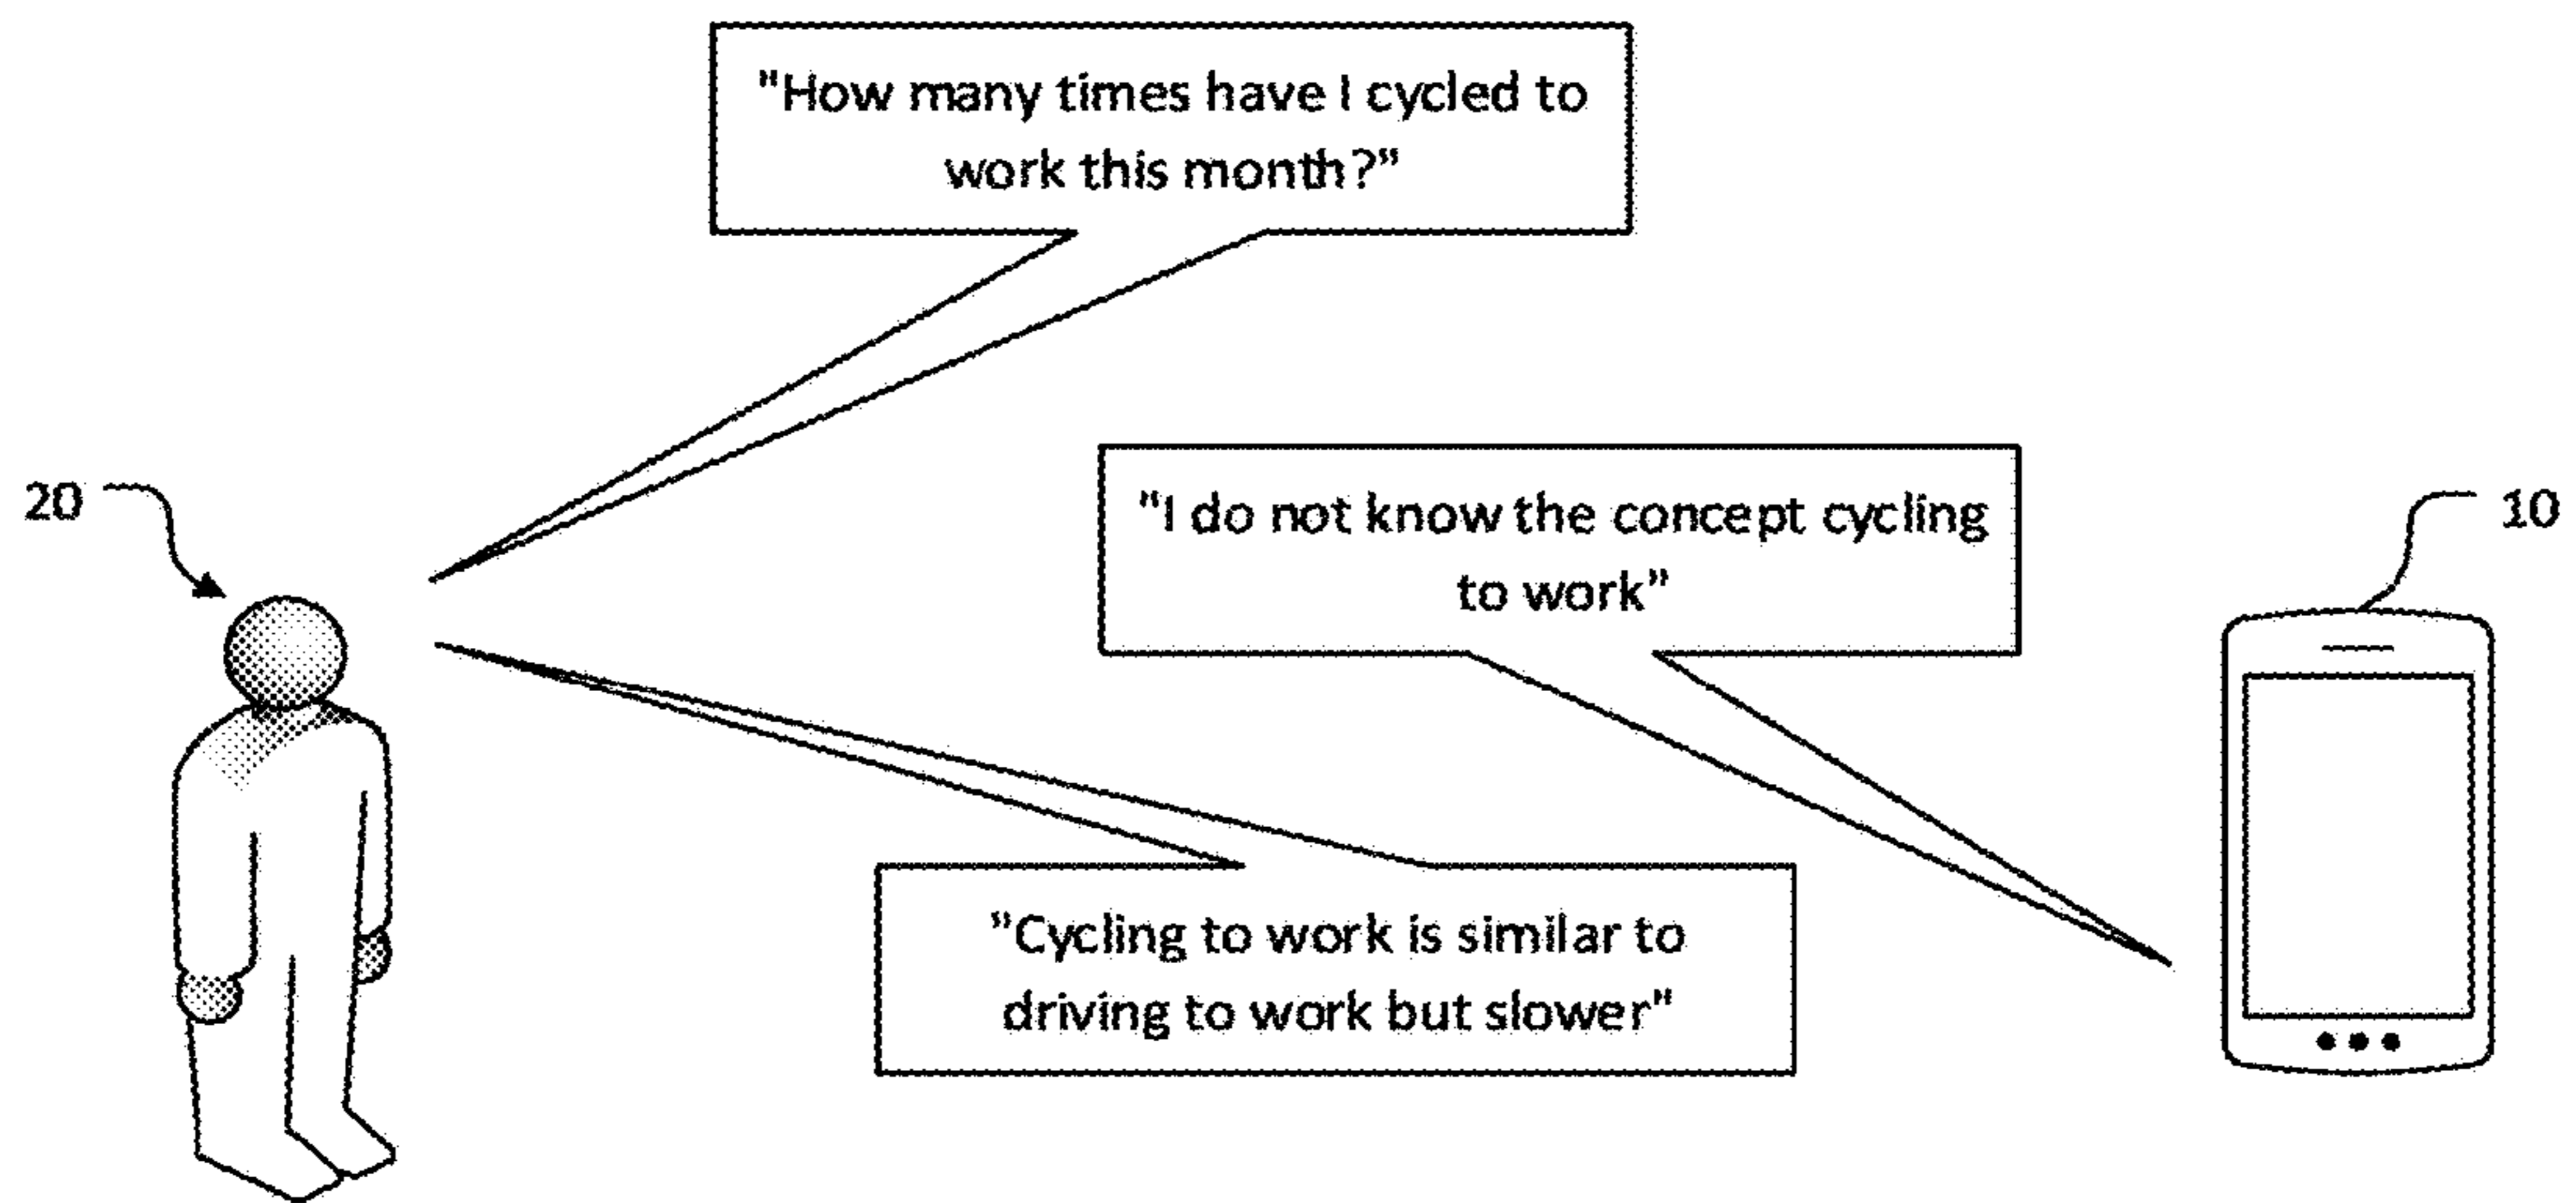 "How many times have I cycled to
work this month?"
20
"I do not know the concept cycling
to work"
10
"Cycling to work is similar to
driving to work but slower"